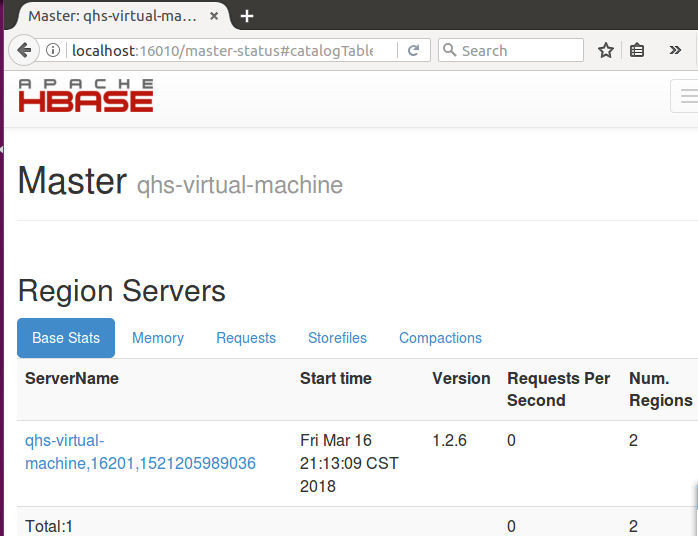 Master: qhs-virtual-ma...
localhost:16010/master-status#catalogTable
Search
APACHE
HBASE
Master qhs-virtual-machine
Region Servers
Base Stats Memory Requests Storefiles Compactions
ServerName Start time Version Requests Per Num.
Second Regions
qhs-virtual- Fri Mar 16 1.2.6 0 2
machine,16201,1521205989036 21:13:09 CST
2018
Total:1 0 2